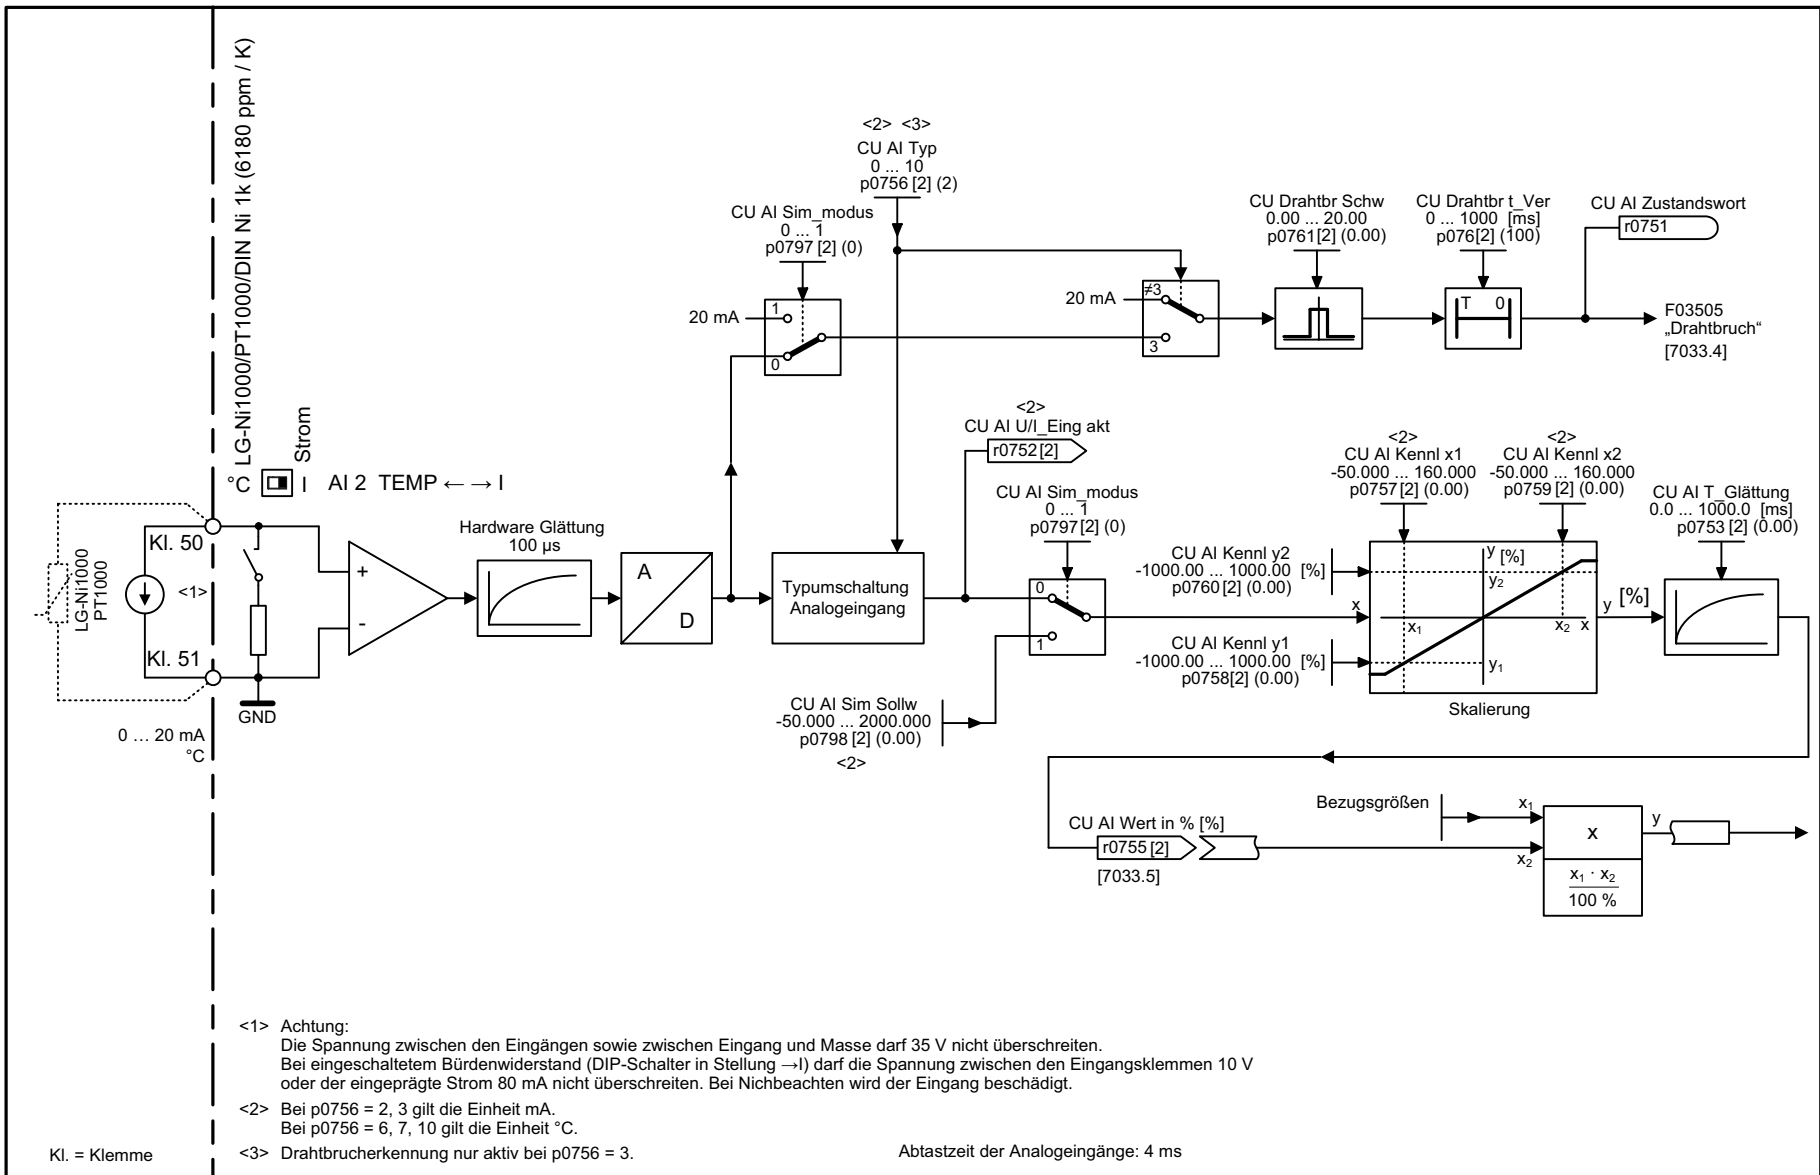 LG-Ni1000/PT1000/DIN Ni 1k (6180 ppm / K)
Strom
°C
I
AI 2 TEMP ←→ I
LG-Ni1000
PT1000
Kl. 50
<1>
Kl. 51
0 … 20 mA
°C
GND
+
-
Hardware Glättung
100 µs
A
D
Typumschaltung
Analogeingang
<2> <3>
CU AI Typ
0 ... 10
p0756 [2] (2)
CU AI Sim_modus
0 ... 1
p0797 [2] (0)
20 mA
1
0
20 mA
≠3
3
CU Drahtbr Schw
0.00 ... 20.00
p0761[2] (0.00)
CU Drahtbr t_Ver
0 ... 1000 [ms]
p076[2] (100)
T 0
CU AI Zustandswort
r0751
F03505
„Drahtbruch“
[7033.4]
<2>
CU AI U/I_Eing akt
r0752[2]
CU AI Sim_modus
0 ... 1
p0797 [2] (0)
0
1
CU AI Sim Sollw
-50.000 ... 2000.000
p0798 [2] (0.00)
<2>
CU AI Kennl y2
-1000.00 ... 1000.00 [%]
p0760[2] (0.00)
x
CU AI Kennl y1
-1000.00 ... 1000.00 [%]
p0758[2] (0.00)
<2>
CU AI Kennl x1
-50.000 ... 160.000
p0757[2] (0.00)
<2>
CU AI Kennl x2
-50.000 ... 160.000
p0759[2] (0.00)
y [%]
y2
x1
x2 x
y1
Skalierung
y [%]
CU AI T_Glättung
0.0 ... 1000.0 [ms]
p0753 [2] (0.00)
CU AI Wert in % [%]
r0755 [2]
[7033.5]
Bezugsgrößen
x1
x2
x
x1 · x2
100 %
y
<1> Achtung:
Die Spannung zwischen den Eingängen sowie zwischen Eingang und Masse darf 35 V nicht überschreiten.
Bei eingeschaltetem Bürdenwiderstand (DIP-Schalter in Stellung →I) darf die Spannung zwischen den Eingangsklemmen 10 V
oder der eingeprägte Strom 80 mA nicht überschreiten. Bei Nichbeachten wird der Eingang beschädigt.
<2> Bei p0756 = 2, 3 gilt die Einheit mA.
Bei p0756 = 6, 7, 10 gilt die Einheit °C.
<3> Drahtbrucherkennung nur aktiv bei p0756 = 3.
Kl. = Klemme
Abtastzeit der Analogeingänge: 4 ms